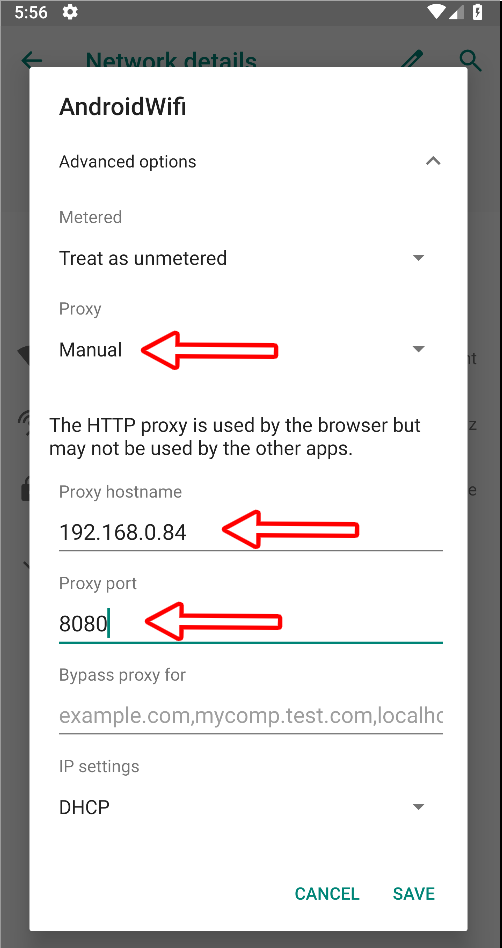 5:56
Network details
AndroidWifi
Advanced options
Metered
Treat as unmetered
Proxy
Manual
The HTTP proxy is used by the browser but
may not be used by the other apps.
Proxy hostname
192.168.0.84
Proxy port
8080
Bypass proxy for
example.com,mycomp.test.com,localho
IP settings
DHCP
CANCEL SAVE